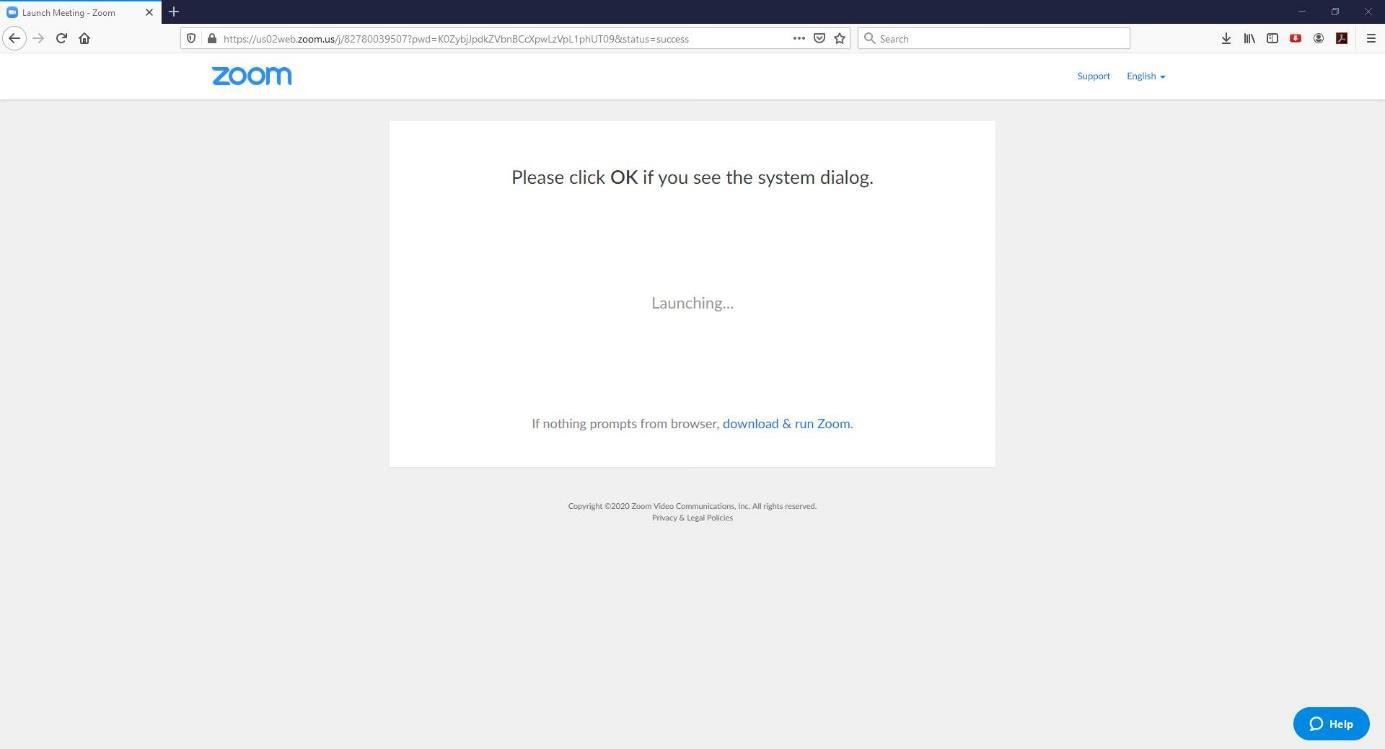 Launch Meeting - Zoom
https://us02web.zoom.us/j/82780039507?pwd=K0ZybjJpdkZVbnBCcXpwLzVpL1phUT09&status=success
Search
zoom
Support English
Please click OK if you see the system dialog.
Launching...
If nothing prompts from browser, download & run Zoom.
Copyright ©2020 Zoom Video Communications, Inc. All rights reserved.
Privacy & Legal Policies
Help